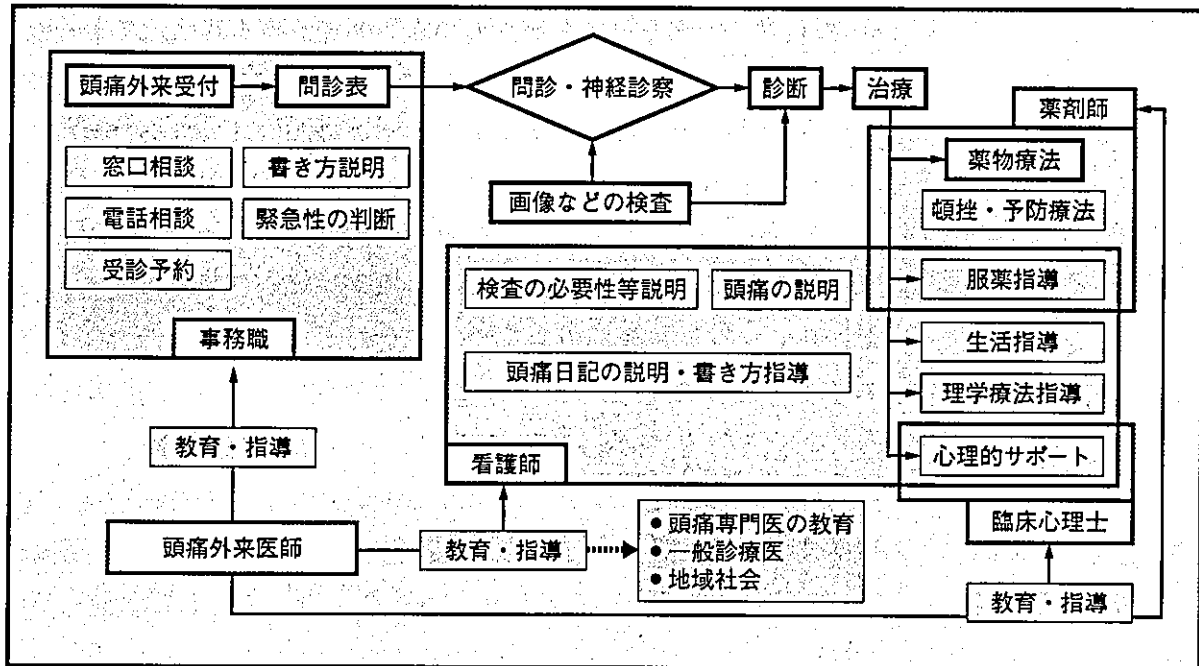 頭痛外来受付
問診表
問診・神経診察
診断
治療
薬剤師
窓口相談
書き方説明
薬物療法
電話相談
緊急性の判断
画像などの検査
頓挫・予防療法
受診予約
検査の必要性等説明
頭痛の説明
服薬指導
事務職
生活指導
頭痛日記の説明・書き方指導
理学療法指導
教育・指導
看護師
心理的サポート
頭痛外来医師
教育・指導
● 頭痛専門医の教育
● 一般診療医
● 地域社会
臨床心理士
教育・指導